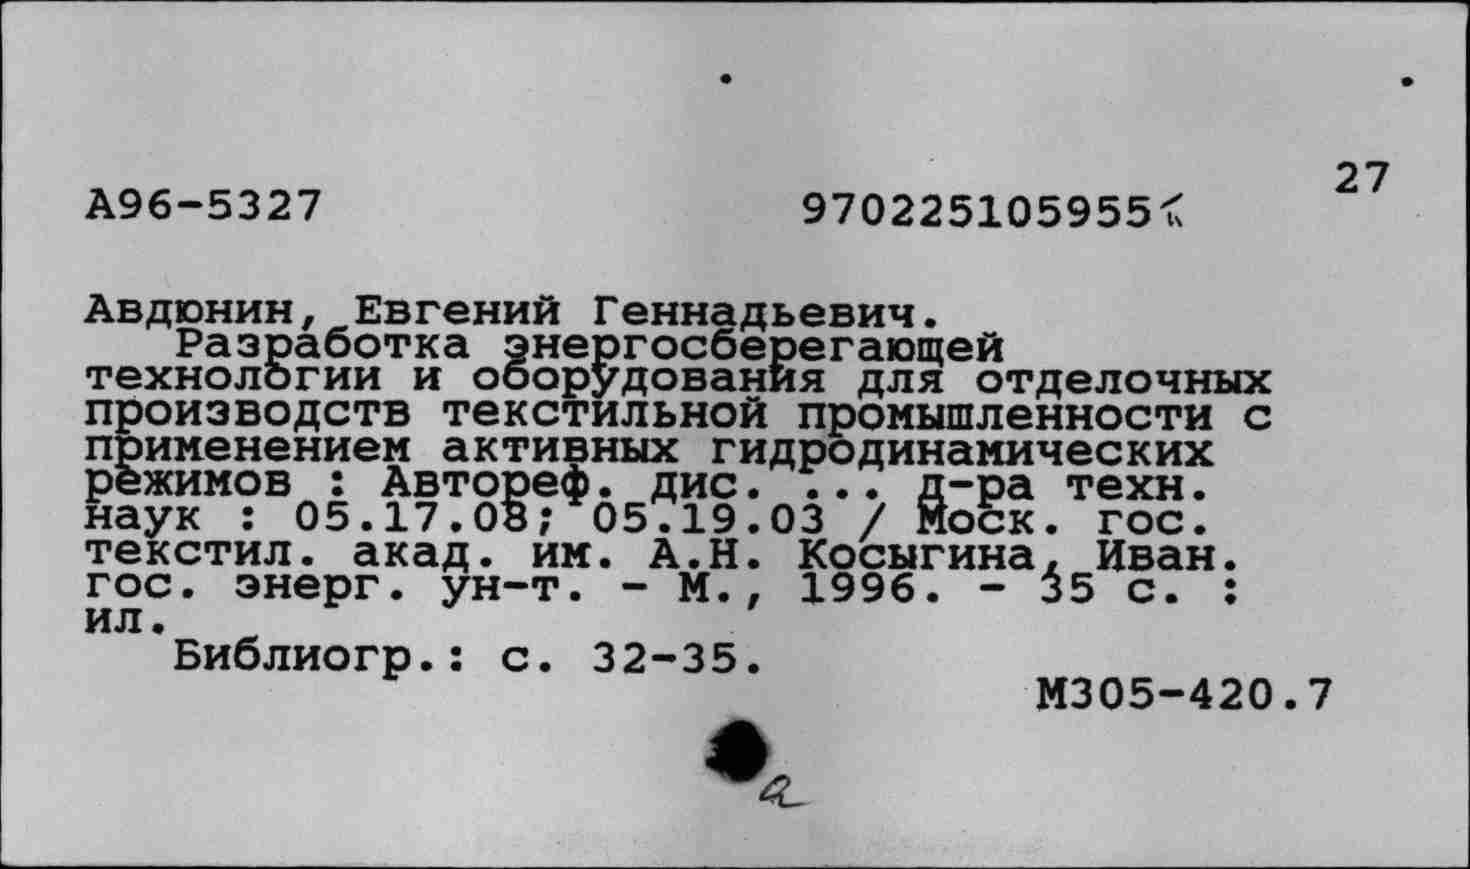 27
А96-5327 970225105955
Авдюнин, Евгений Геннадьевич.
Разработка энергосберегающей
технологии и оборудования для отделочных
производств текстильной промышленности с
применением активных гидродинамических
режимов : Автореф. дис. ... д-ра техн.
наук : 05.17.08; 05.19.03 / Моск. гос.
текстил. акад. им. А.Н. Косыгина, Иван.
гос. энерг. ун-т. - М., 1996. - 35 с. :
ил.
Библиогр.: с. 32-35.
М305-420.7